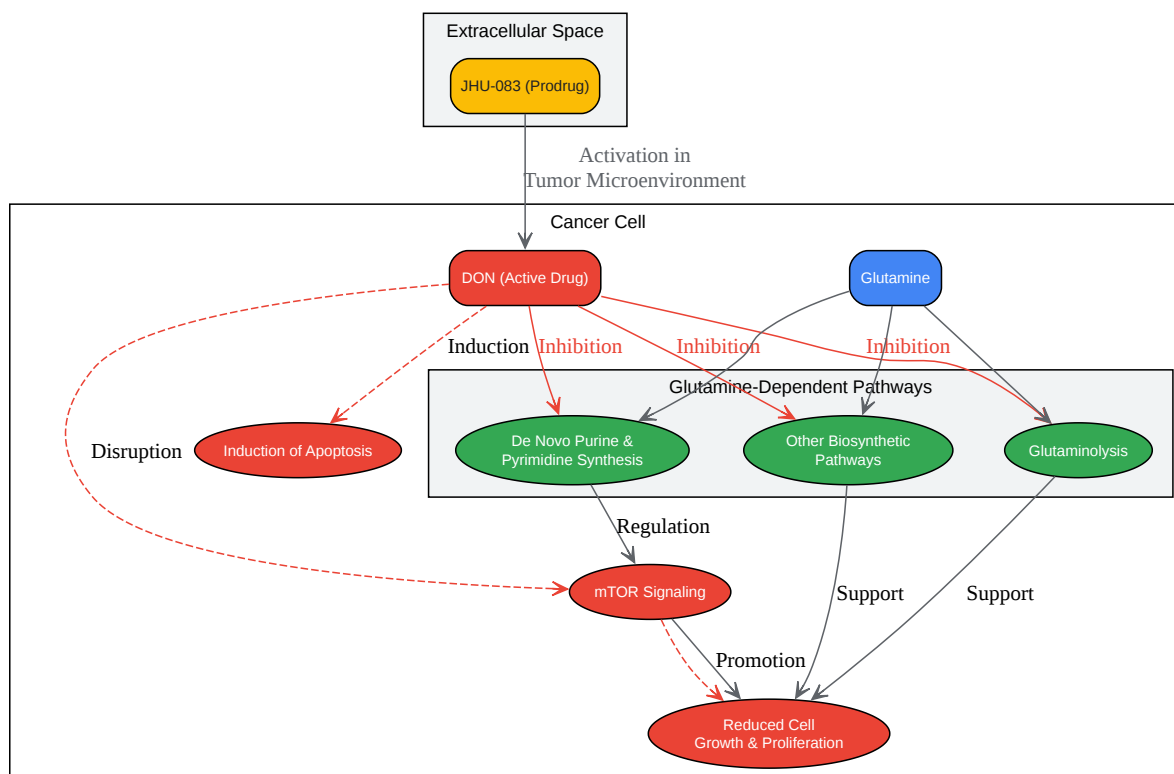 Extracellular Space
JHU-083 (Prodrug)
Activation in
Tumor Microenvironment
Cancer Cell
DON (Active Drug)
Glutamine
Induction
Inhibition
Inhibition
Inhibition
Glutamine-Dependent Pathways
Disruption
Induction of Apoptosis
De Novo Purine &
Pyrimidine Synthesis
Other Biosynthetic
Pathways
Glutaminolysis
Regulation
mTOR Signaling
Support
Support
Promotion
Reduced Cell
Growth & Proliferation